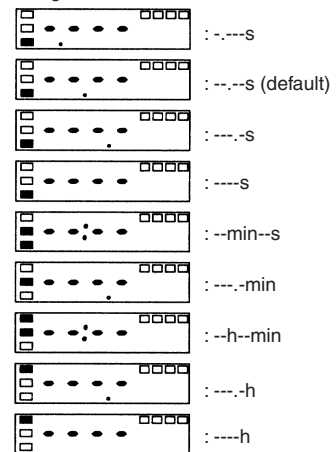 : -.---s
: --.--s (default)
: ---.-s
: ----s
: --min--s
: ---.-min
: --h--min
: ---.-h
: ----h